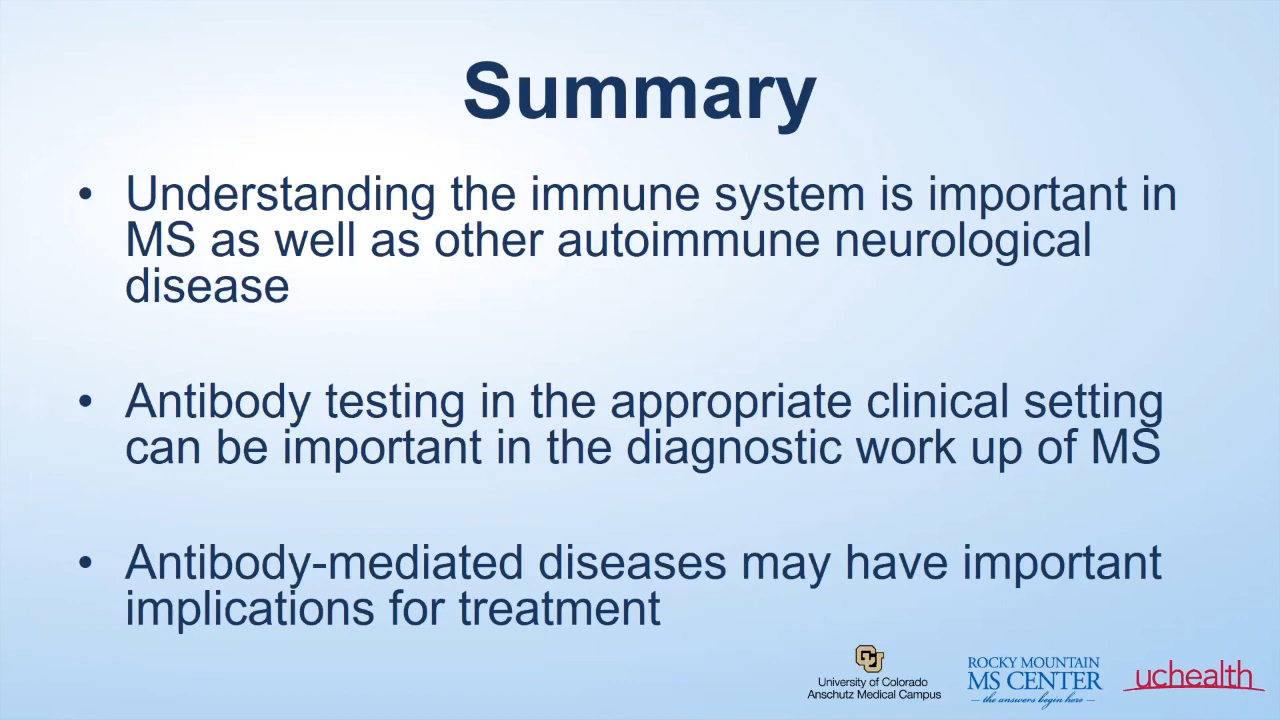 Summary
• Understanding the immune system is important in
MS as well as other autoimmune neurological
disease
• Antibody testing in the appropriate clinical setting
can be important in the diagnostic work up of MS
• Antibody-mediated diseases may have important
implications for treatment
CU
University of Colorado
Anschutz Medical Campus
ROCKY MOUNTAIN
MS CENTER
— the answers begin here —
uchealth